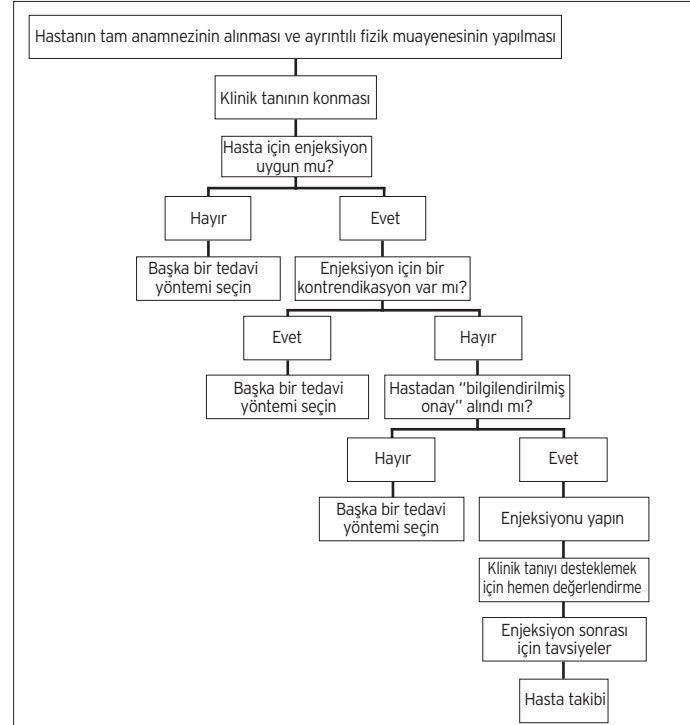 Hastanın tam anamnezinin alınması ve ayrıntılı fizik muayenesinin yapılması
Klinik tanının konması
Hasta için enjeksiyon
uygun mu?
Hayır
Evet
Başka bir tedavi
yöntemi seçin
Enjeksiyon için bir
kontrendikasyon var mı?
Evet
Hayır
Başka bir tedavi
yöntemi seçin
Hastadan “bilgilendirilmiş
onay” alındı mı?
Hayır
Evet
Başka bir tedavi
yöntemi seçin
Enjeksiyonu yapın
Klinik tanıyı desteklemek
için hemen değerlendirme
Enjeksiyon sonrası
için tavsiyeler
Hasta takibi